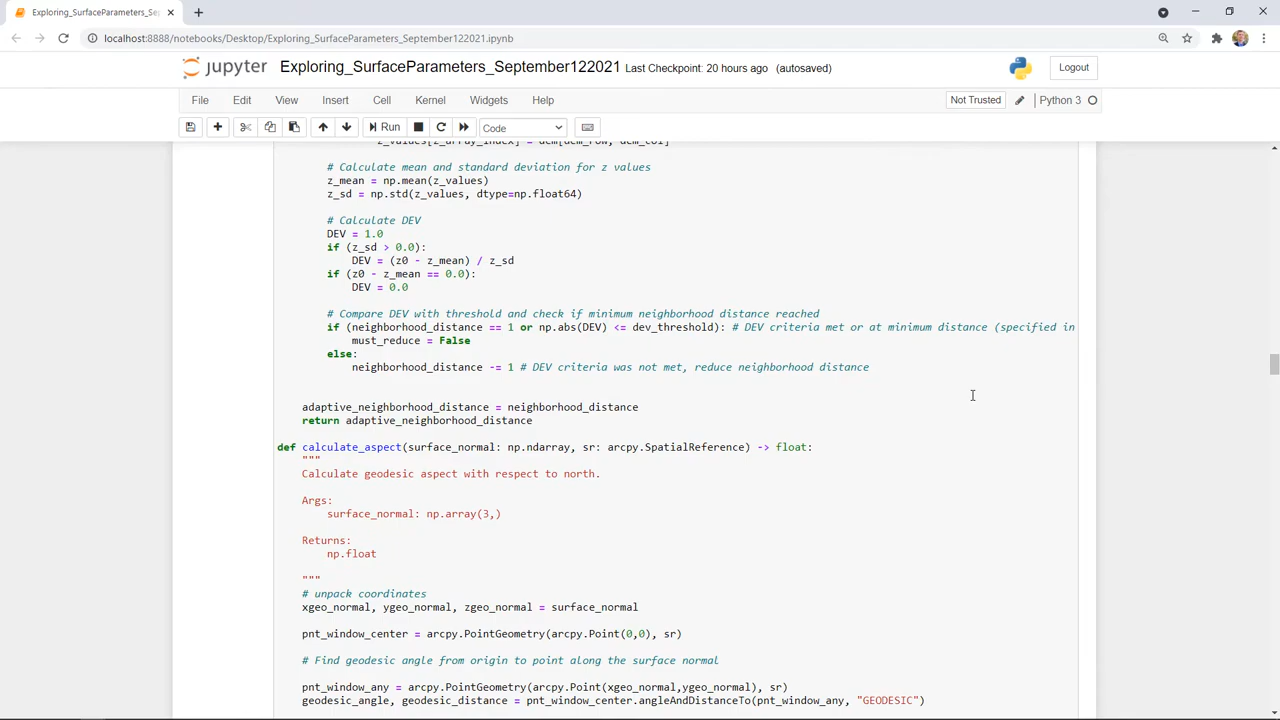 Exploring_SurfaceParameters_Se
localhost:8888/notebooks/Desktop/Exploring_SurfaceParameters_September122021.ipynb
jupyter Exploring_SurfaceParameters_September122021 Last Checkpoint: 20 hours ago (autosaved)
Logout
File Edit View Insert Cell Kernel Widgets Help Not Trusted Python 3
Run Code
z_values[z_array_index] = dem[dem_row, dem_col]
# Calculate mean and standard deviation for z values
z_mean = np.mean(z_values)
z_sd = np.std(z_values, dtype=np.float64)
# Calculate DEV
DEV = 1.0
if (z_sd > 0.0):
DEV = (z0 - z_mean) / z_sd
if (z0 - z_mean == 0.0):
DEV = 0.0
# Compare DEV with threshold and check if minimum neighborhood distance reached
if (neighborhood_distance == 1 or np.abs(DEV) <= dev_threshold): # DEV criteria met or at minimum distance (specified in
must_reduce = False
else:
neighborhood_distance -= 1 # DEV criteria was not met, reduce neighborhood distance
adaptive_neighborhood_distance = neighborhood_distance
return adaptive_neighborhood_distance
def calculate_aspect(surface_normal: np.ndarray, sr: arcpy.SpatialReference) -> float:
"""
Calculate geodesic aspect with respect to north.
Args:
surface_normal: np.array(3,)
Returns:
np.float
"""
# unpack coordinates
xgeo_normal, ygeo_normal, zgeo_normal = surface_normal
pnt_window_center = arcpy.PointGeometry(arcpy.Point(0,0), sr)
# Find geodesic angle from origin to point along the surface normal
pnt_window_any = arcpy.PointGeometry(arcpy.Point(xgeo_normal,ygeo_normal), sr)
geodesic_angle, geodesic_distance = pnt_window_center.angleAndDistanceTo(pnt_window_any, "GEODESIC")